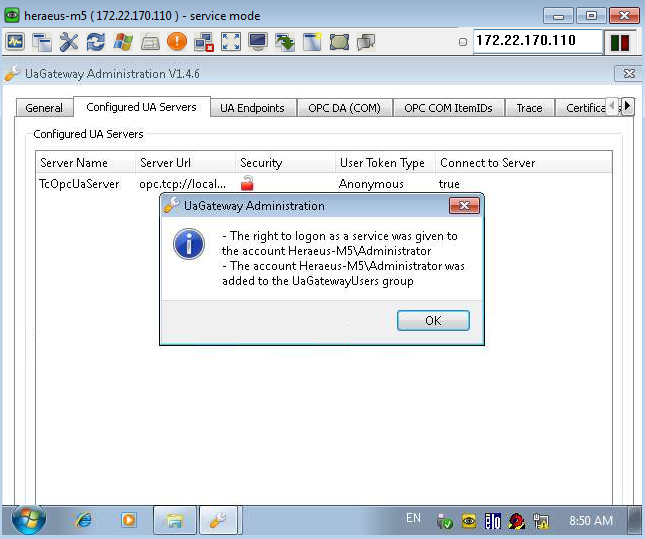 heraeus-m5 ( 172.22.170.110 ) - service mode
172.22.170.110
UaGateway Administration V1.4.6
General
Configured UA Servers
UA Endpoints
OPC DA (COM)
OPC COM ItemIDs
Trace
Certifica
Configured UA Servers
Server Name Server Url Security User Token Type Connect to Server
TcOpcUaServer opc.tcp://local... Anonymous true
UaGateway Administration
- The right to logon as a service was given to
the account Heraeus-M5\Administrator
- The account Heraeus-M5\Administrator was
added to the UaGatewayUsers group
OK
EN
8:50 AM